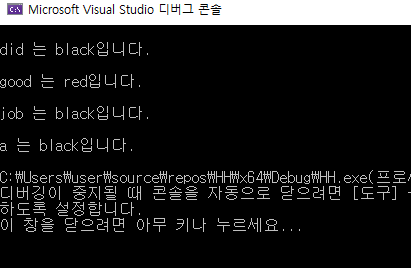 Microsoft Visual Studio 디버그 콘솔
did 는 black입니다.
good 는 red입니다.
job 는 black입니다.
a 는 black입니다.
C:₩Users₩user₩source₩repos₩HH₩x64₩Debug₩HH.exe(프로
디버깅이 중지될 때 콘솔을 자동으로 닫으려면 [도구]
하도록 설정합니다.
이 창을 닫으려면 아무 키나 누르세요...